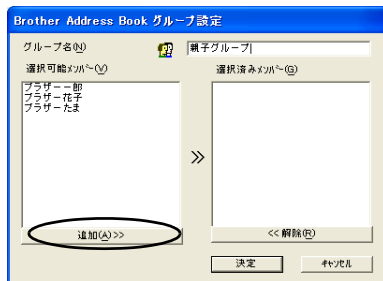 Brother Address Book グループ設定
グループ名(N)
親子グループ
選択可能ﾒﾝﾊﾞｰ(V)
選択済みﾒﾝﾊﾞｰ(G)
ブラザー一郎
ブラザー花子
ブラザーたま
»
追加(A)>>
<<解除(R)
決定
ｷｬﾝｾﾙ